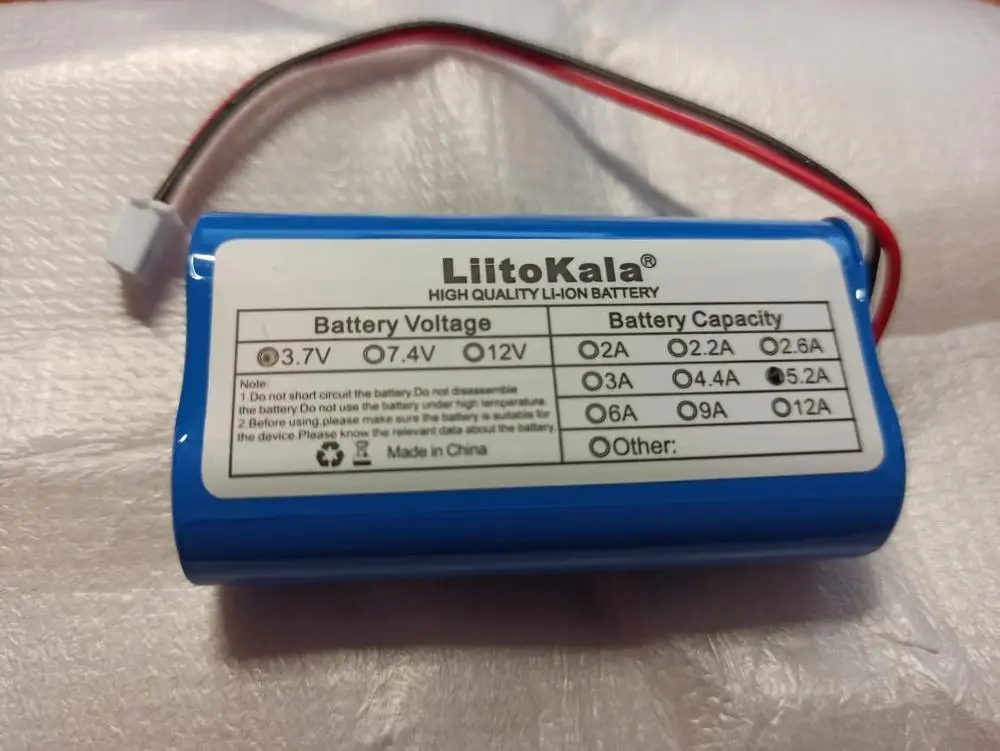 LiitoKala®
HIGH QUALITY LI-ION BATTERY
Battery Voltage
3.7V 7.4V 12V
Note:
1.Do not short circuit the battery.Do not disassemble
the battery.Do not use the battery under high temperature.
2.Before using,please make sure the battery is suitable for
the device.Please know the relevant data about the battery.
Made in China
Battery Capacity
2A 2.2A 2.6A
3A 4.4A 5.2A
6A 9A 12A
Other: